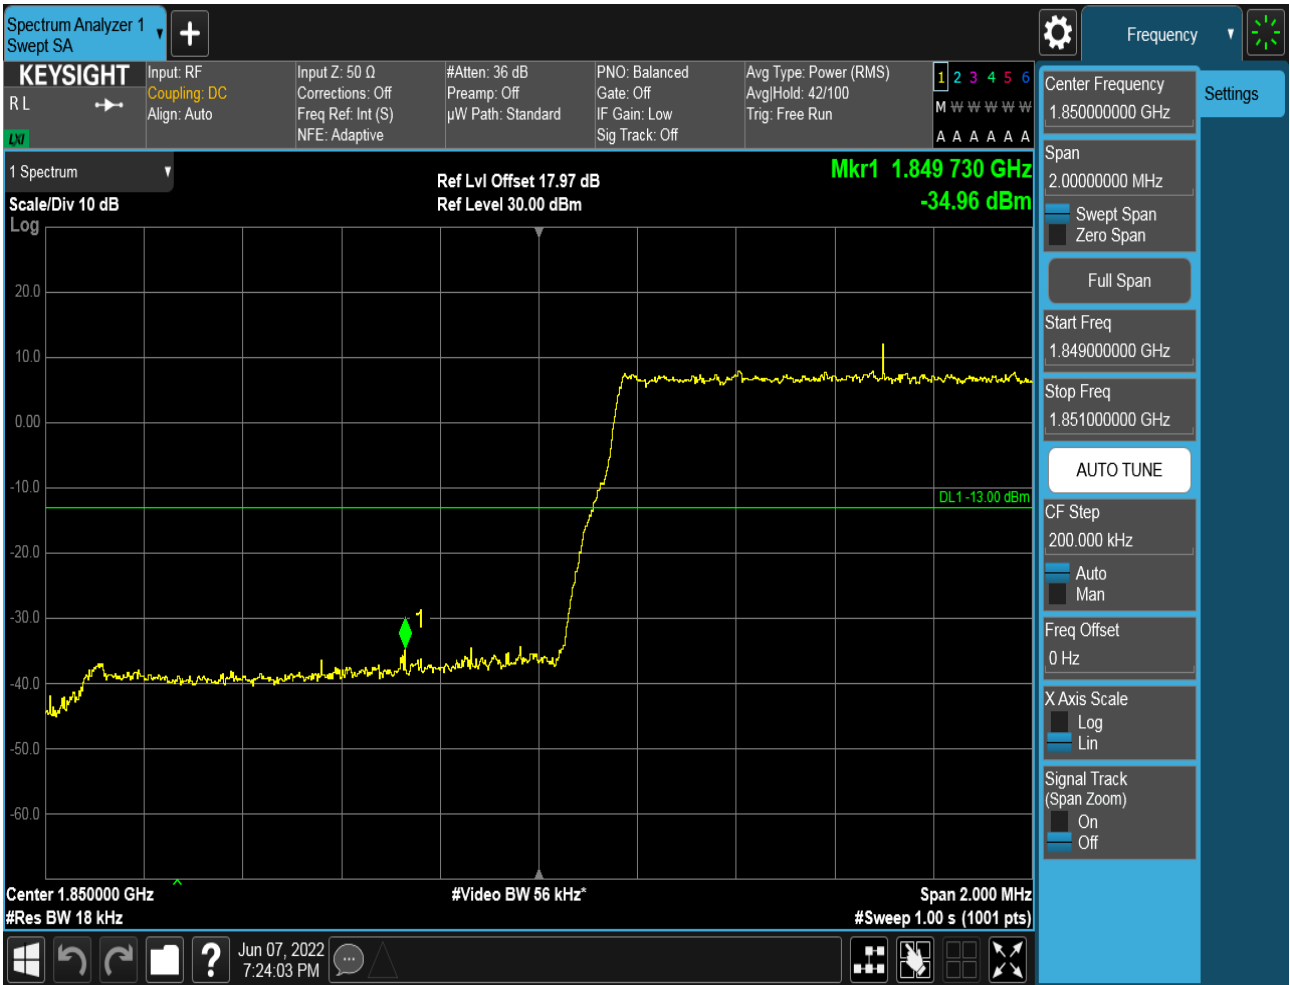 Spectrum Analyzer 1
Swept SA
Frequency
KEYSIGHT
R L
LXI
Input: RF
Coupling: DC
Align: Auto
Input Z: 50 Ω
Corrections: Off
Freq Ref: Int (S)
NFE: Adaptive
#Atten: 36 dB
Preamp: Off
µW Path: Standard
PNO: Balanced
Gate: Off
IF Gain: Low
Sig Track: Off
Avg Type: Power (RMS)
Avg|Hold: 42/100
Trig: Free Run
1 2 3 4 5 6
M W W W W W
A A A A A A
1 Spectrum
Scale/Div 10 dB
Log
Ref Lvl Offset 17.97 dB
Ref Level 30.00 dBm
Mkr1 1.849 730 GHz
-34.96 dBm
20.0
10.0
0.00
-10.0
-20.0
-30.0
-40.0
-50.0
-60.0
DL1 -13.00 dBm
1
Center 1.850000 GHz
#Res BW 18 kHz
#Video BW 56 kHz*
Span 2.000 MHz
#Sweep 1.00 s (1001 pts)
Center Frequency
1.850000000 GHz
Settings
Span
2.00000000 MHz
Swept Span
Zero Span
Full Span
Start Freq
1.849000000 GHz
Stop Freq
1.851000000 GHz
AUTO TUNE
CF Step
200.000 kHz
Auto
Man
Freq Offset
0 Hz
X Axis Scale
Log
Lin
Signal Track
(Span Zoom)
On
Off
?
Jun 07, 2022
7:24:03 PM